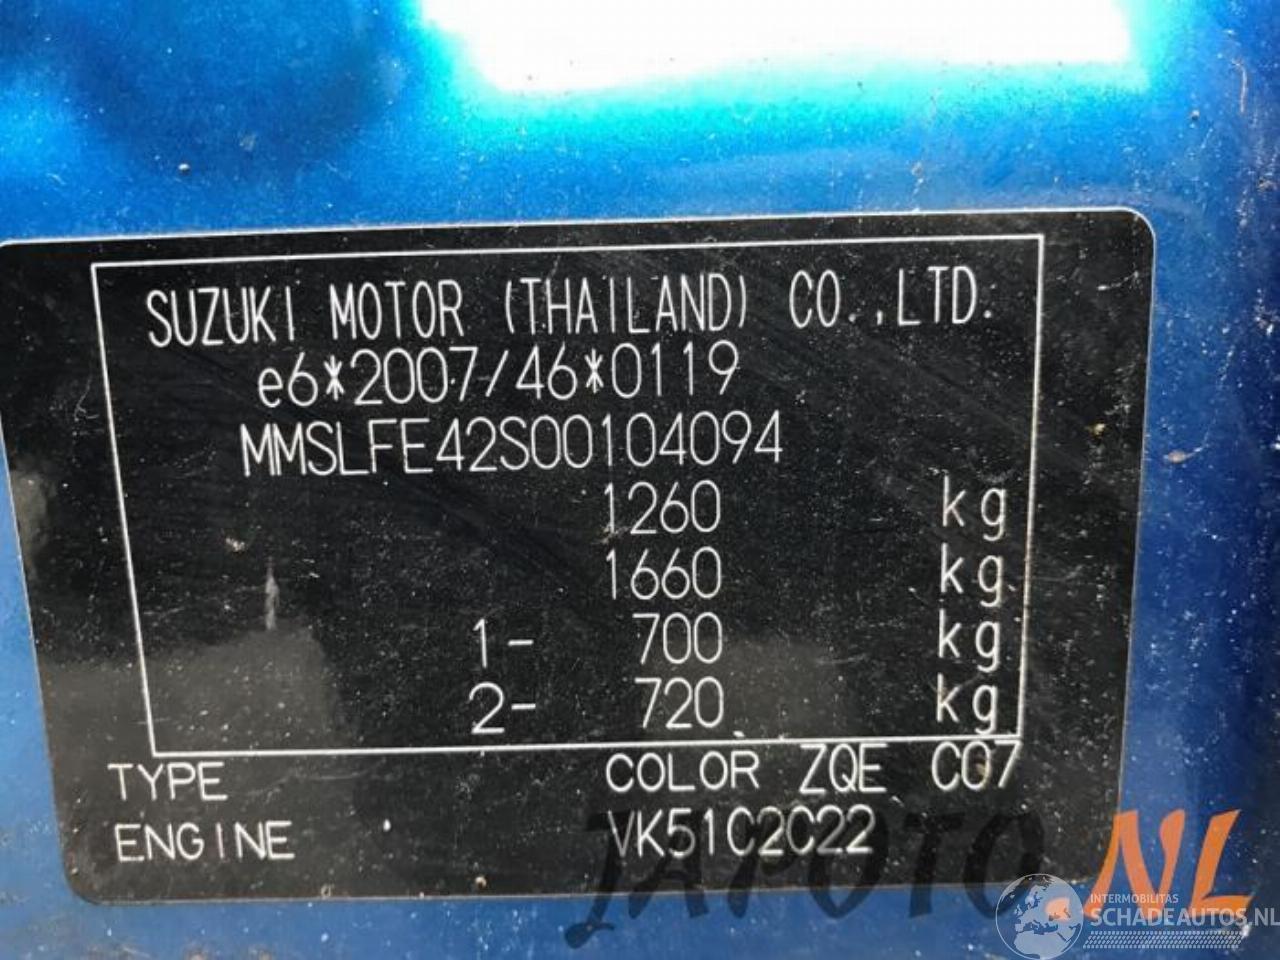 SUZUKI MOTOR (THAILAND) CO.,LTD.
e6*2007/46*0119
MMSLFE42S00104094
1260 kg
1660 kg
1- 700 kg
2- 720 kg
TYPE COLOR ZQE C07
ENGINE VK51C2C22
JAPOTO.NL
INTERMOBILITAS
SCHADEAUTOS.NL